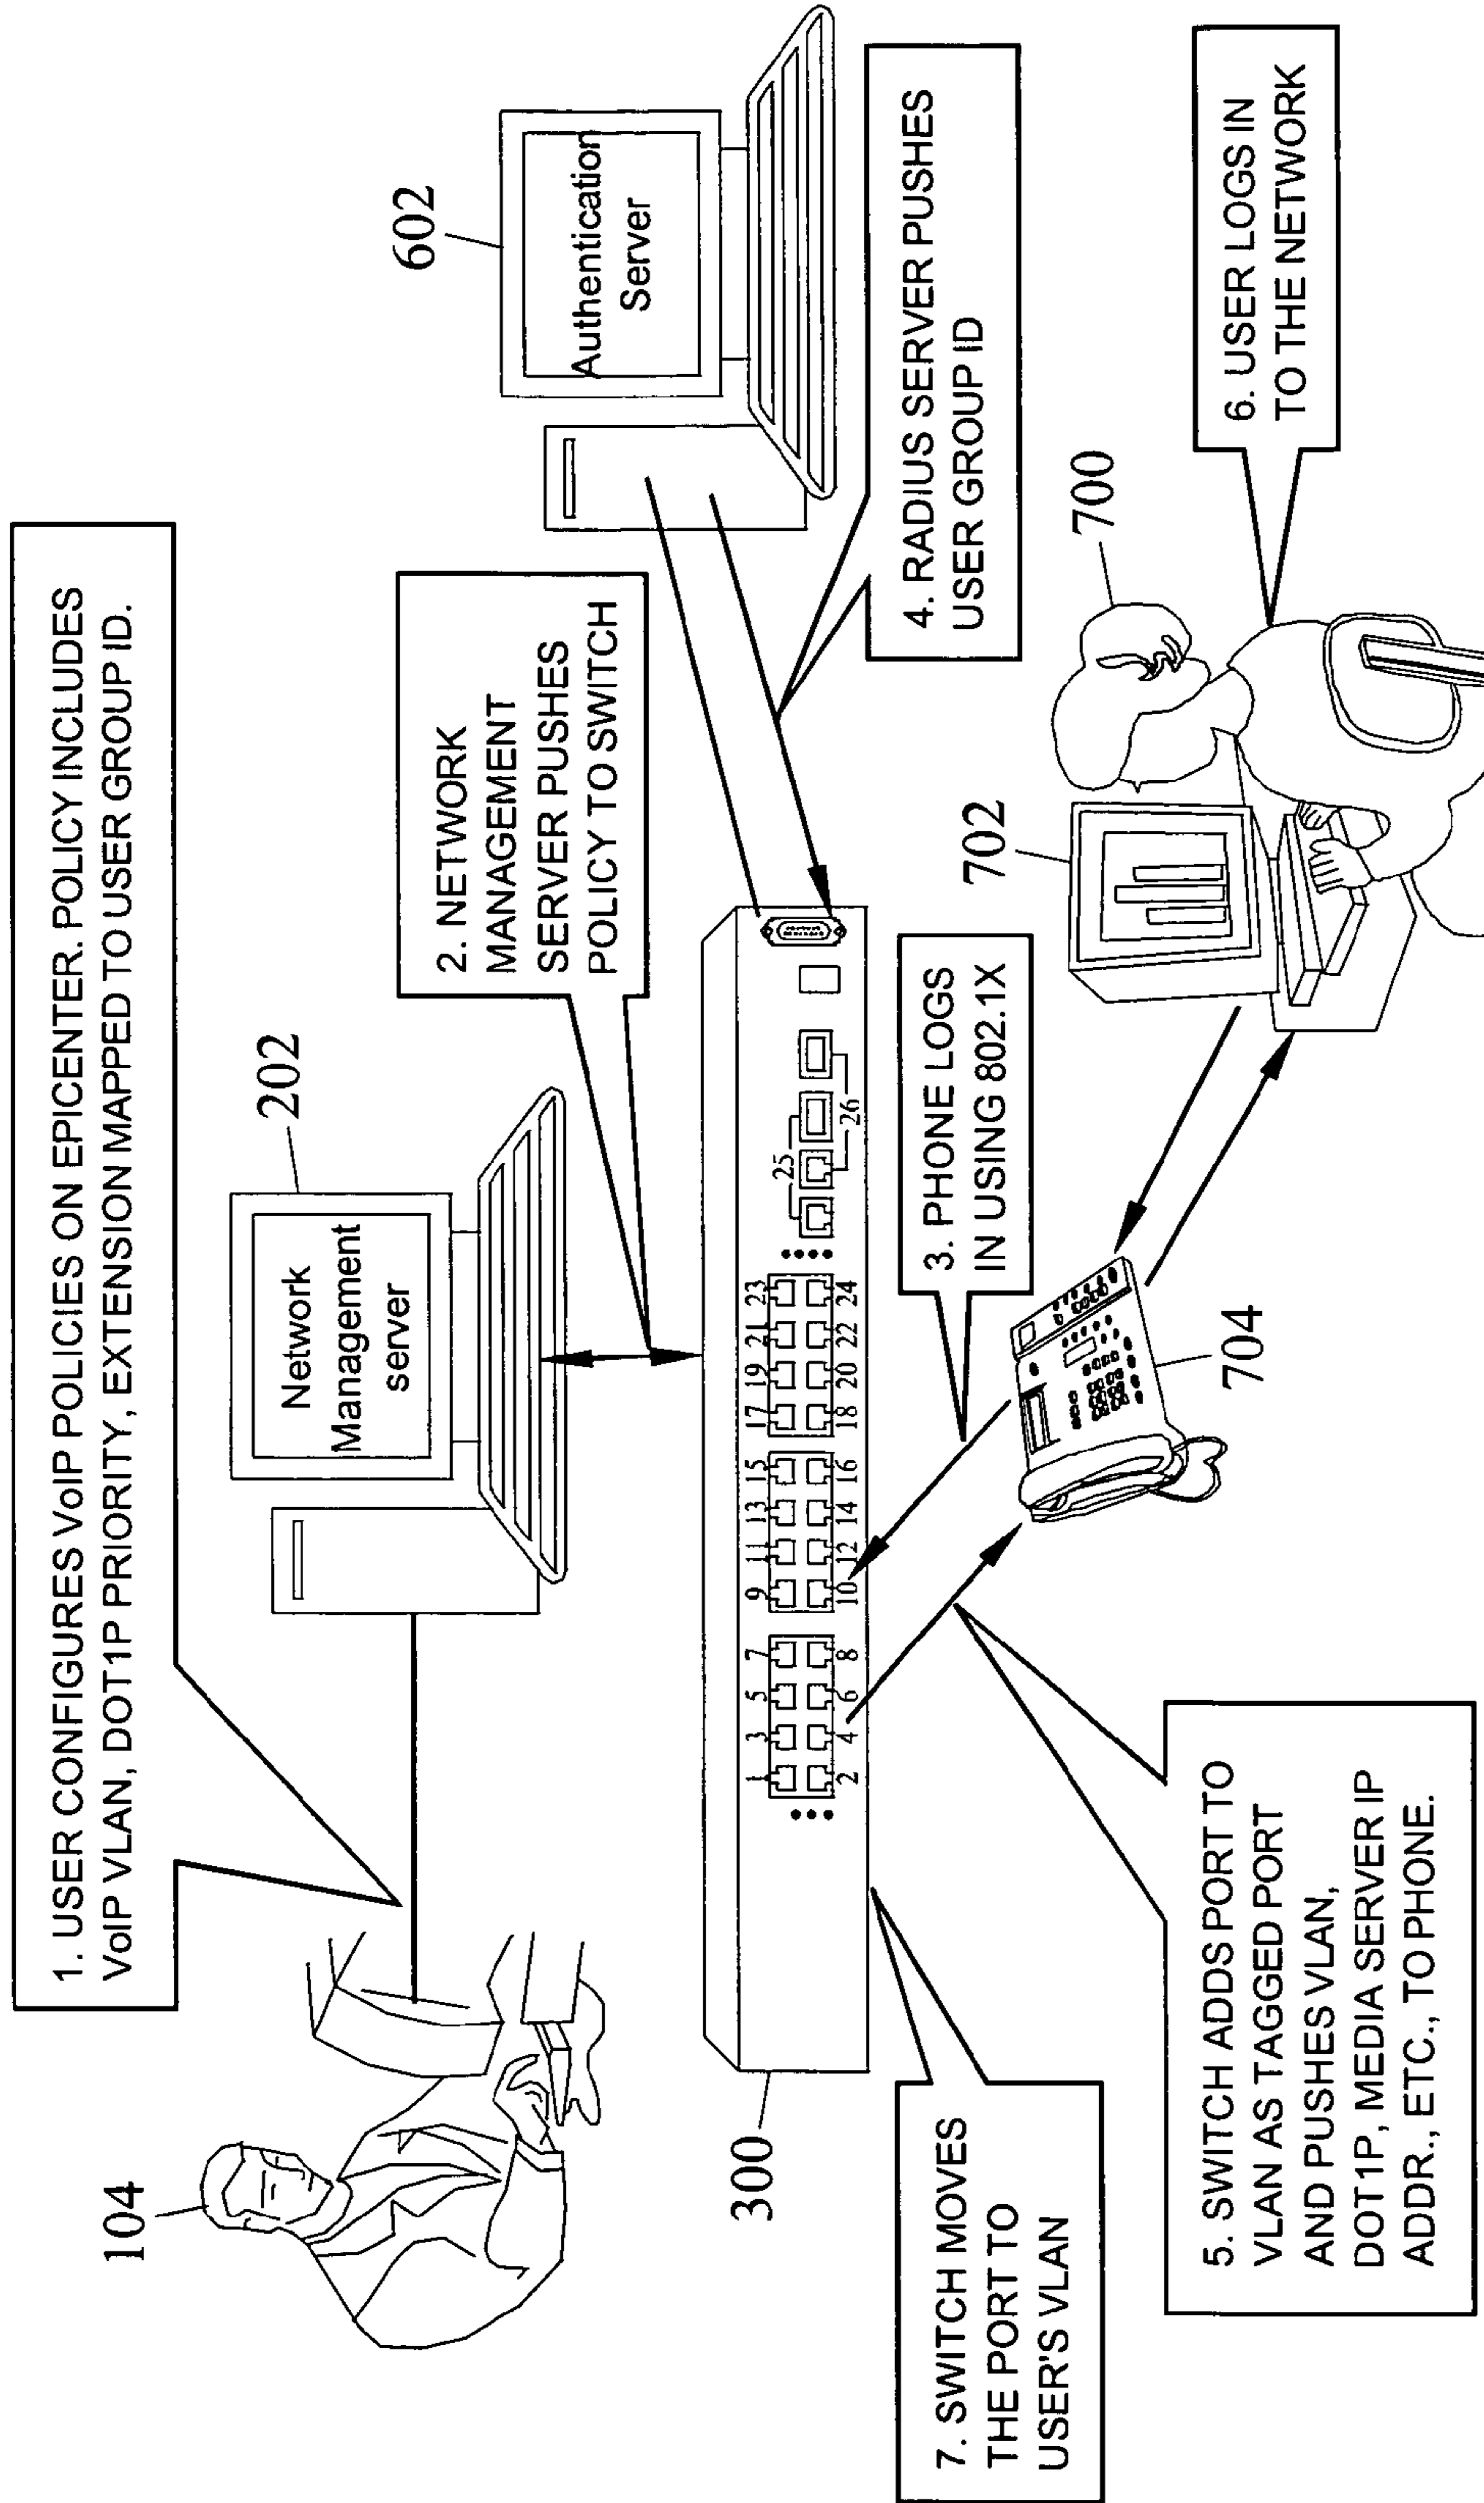 1. USER CONFIGURES VoIP POLICIES ON EPICENTER. POLICY INCLUDES
VoIP VLAN, DOT1P PRIORITY, EXTENSION MAPPED TO USER GROUP ID.
104
202
Network
Management
server
2. NETWORK
MANAGEMENT
SERVER PUSHES
POLICY TO SWITCH
602
Authentication
Server
4. RADIUS SERVER PUSHES
USER GROUP ID
300
1 3 5 7 9 11 13 15 17 19 21 23 25
2 4 6 8 10 12 14 16 18 20 22 24 26
3. PHONE LOGS
IN USING 802.1X
702
700
6. USER LOGS IN
TO THE NETWORK
704
7. SWITCH MOVES
THE PORT TO
USER'S VLAN
5. SWITCH ADDS PORT TO
VLAN AS TAGGED PORT
AND PUSHES VLAN,
DOT1P, MEDIA SERVER IP
ADDR., ETC., TO PHONE.